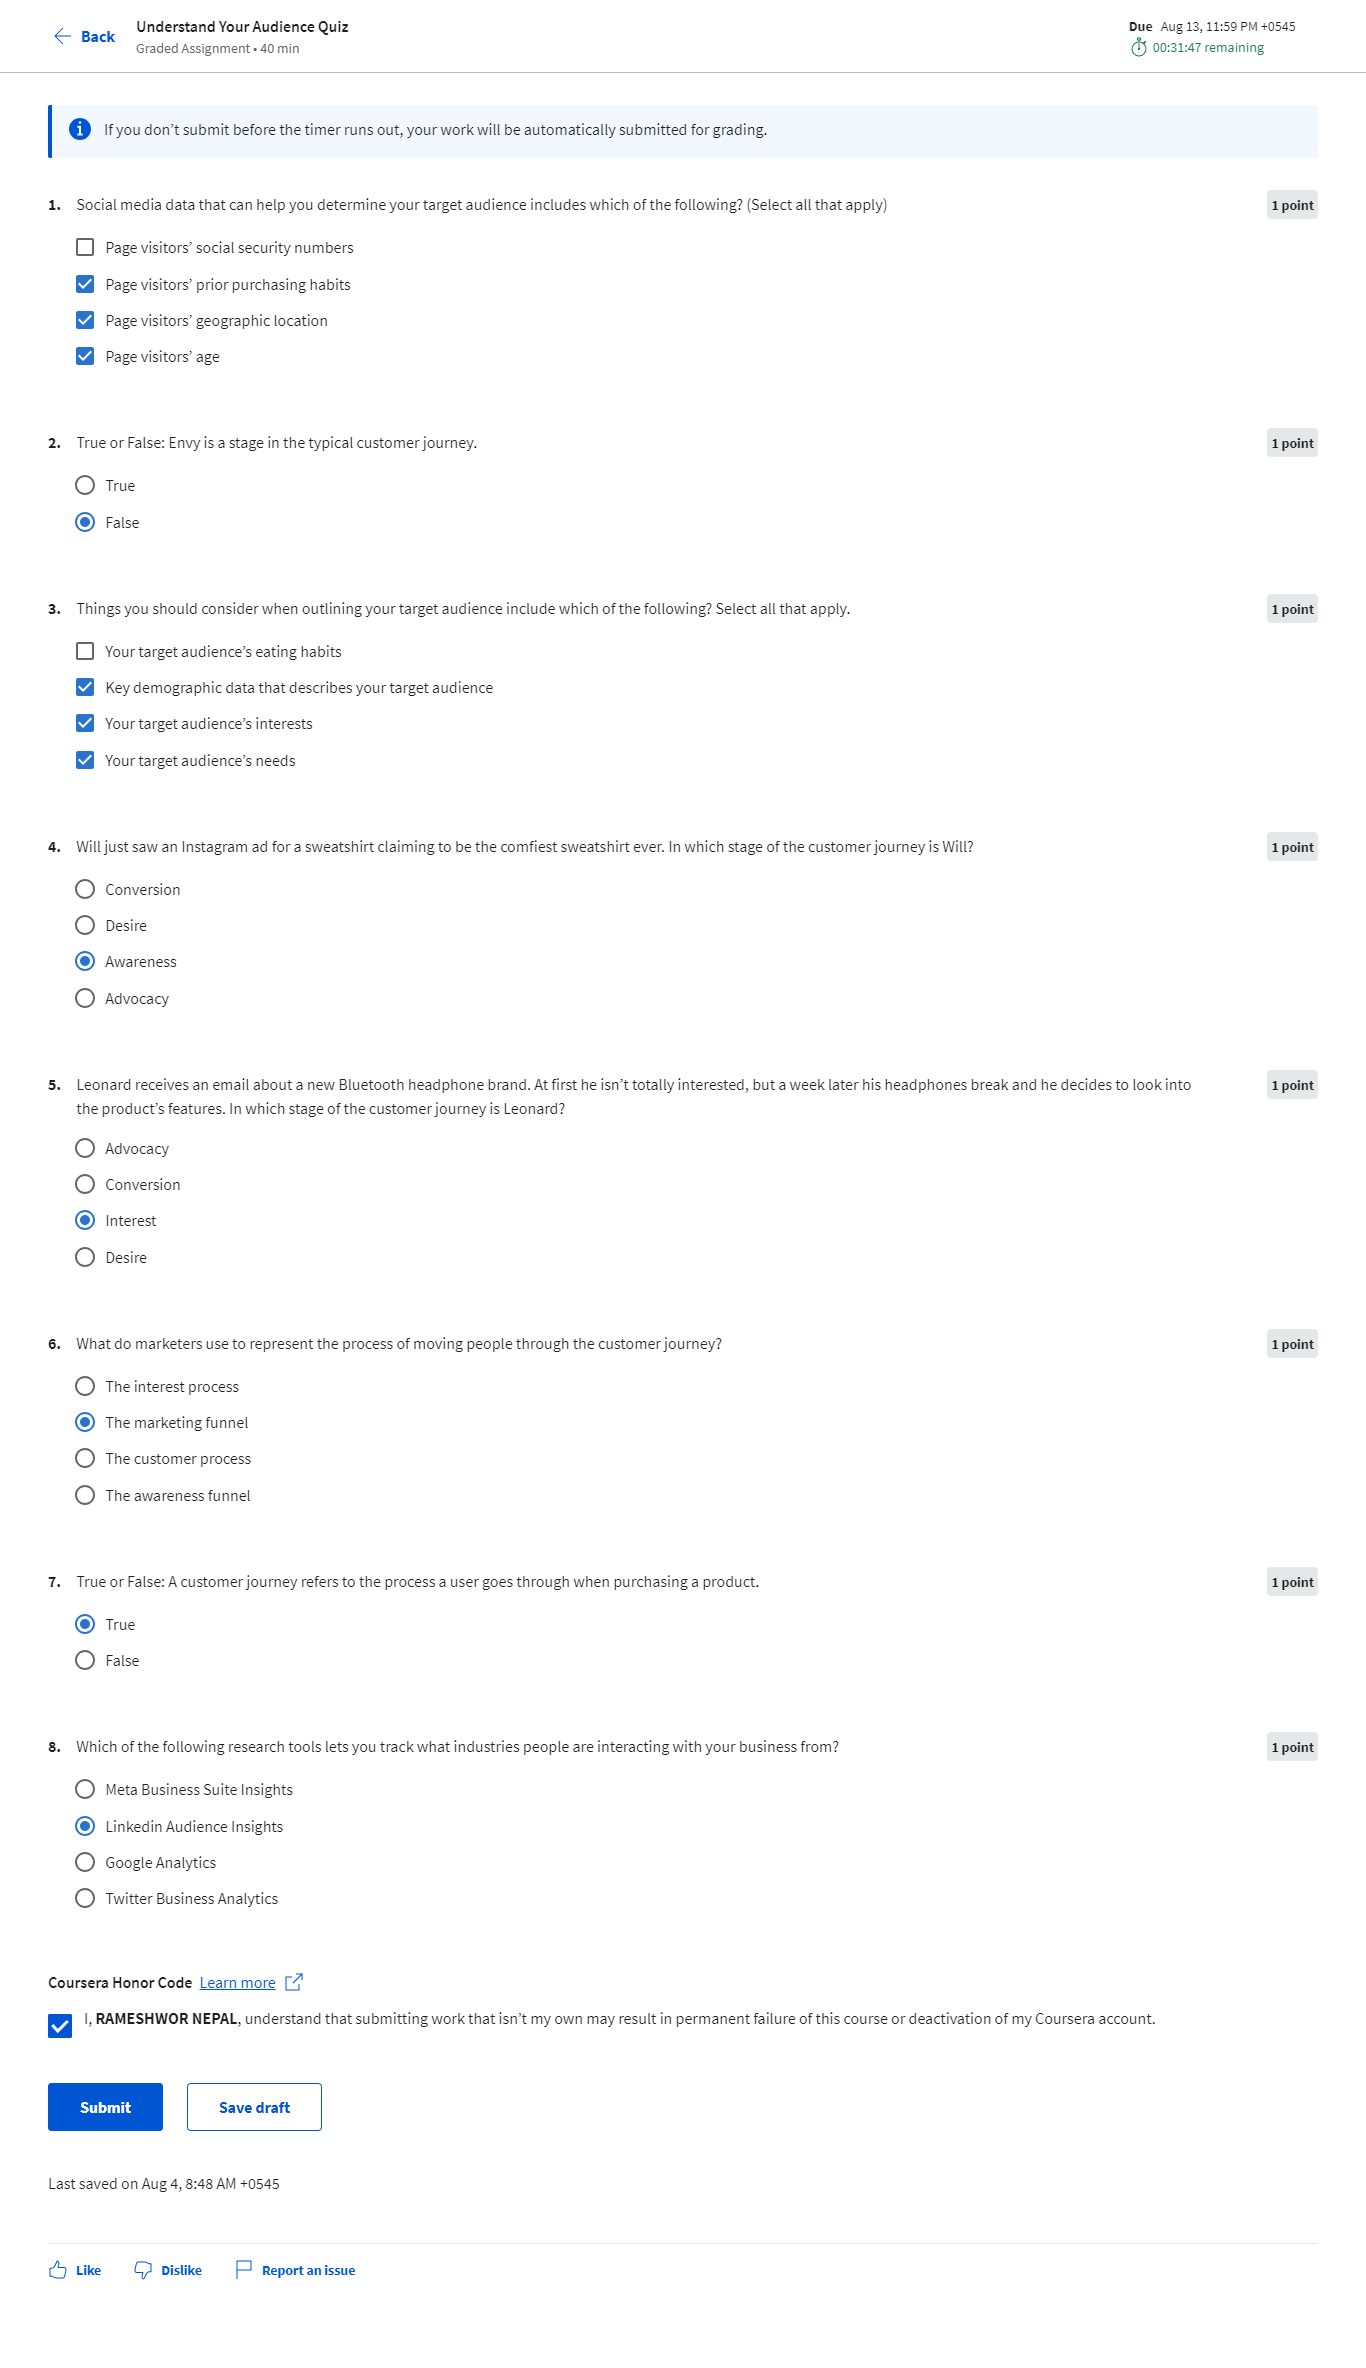 Back
Understand Your Audience Quiz
Graded Assignment • 40 min
Due Aug 13, 11:59 PM +0545
00:31:47 remaining
If you don’t submit before the timer runs out, your work will be automatically submitted for grading.
1. Social media data that can help you determine your target audience includes which of the following? (Select all that apply)
1 point
Page visitors’ social security numbers
Page visitors’ prior purchasing habits
Page visitors’ geographic location
Page visitors’ age
2. True or False: Envy is a stage in the typical customer journey.
1 point
True
False
3. Things you should consider when outlining your target audience include which of the following? Select all that apply.
1 point
Your target audience’s eating habits
Key demographic data that describes your target audience
Your target audience’s interests
Your target audience’s needs
4. Will just saw an Instagram ad for a sweatshirt claiming to be the comfiest sweatshirt ever. In which stage of the customer journey is Will?
1 point
Conversion
Desire
Awareness
Advocacy
5. Leonard receives an email about a new Bluetooth headphone brand. At first he isn’t totally interested, but a week later his headphones break and he decides to look into
the product’s features. In which stage of the customer journey is Leonard?
1 point
Advocacy
Conversion
Interest
Desire
6. What do marketers use to represent the process of moving people through the customer journey?
1 point
The interest process
The marketing funnel
The customer process
The awareness funnel
7. True or False: A customer journey refers to the process a user goes through when purchasing a product.
1 point
True
False
8. Which of the following research tools lets you track what industries people are interacting with your business from?
1 point
Meta Business Suite Insights
Linkedin Audience Insights
Google Analytics
Twitter Business Analytics
Coursera Honor Code Learn more
I, RAMESHWOR NEPAL, understand that submitting work that isn’t my own may result in permanent failure of this course or deactivation of my Coursera account.
Submit
Save draft
Last saved on Aug 4, 8:48 AM +0545
Like
Dislike
Report an issue